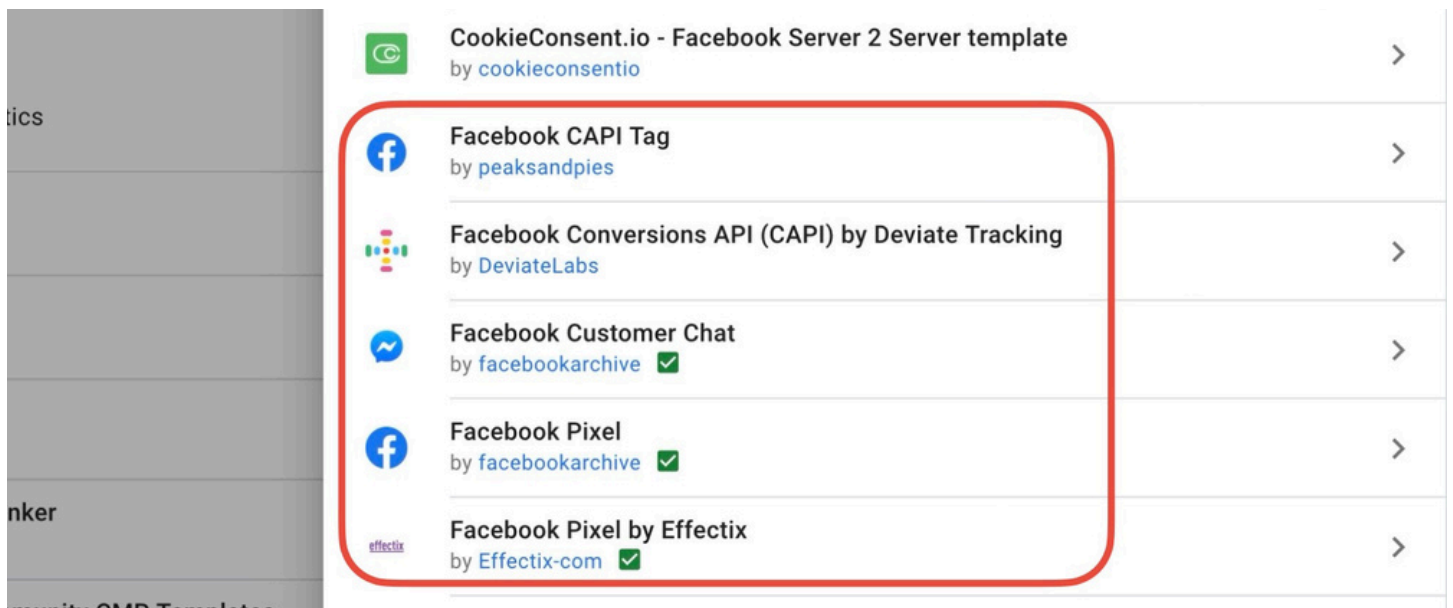 tics
nker
CookieConsent.io - Facebook Server 2 Server template
by cookieconsentio
Facebook CAPI Tag
by peaksandpies
Facebook Conversions API (CAPI) by Deviate Tracking
by DeviateLabs
Facebook Customer Chat
by facebookarchive
Facebook Pixel
by facebookarchive
effectix
Facebook Pixel by Effectix
by Effectix-com